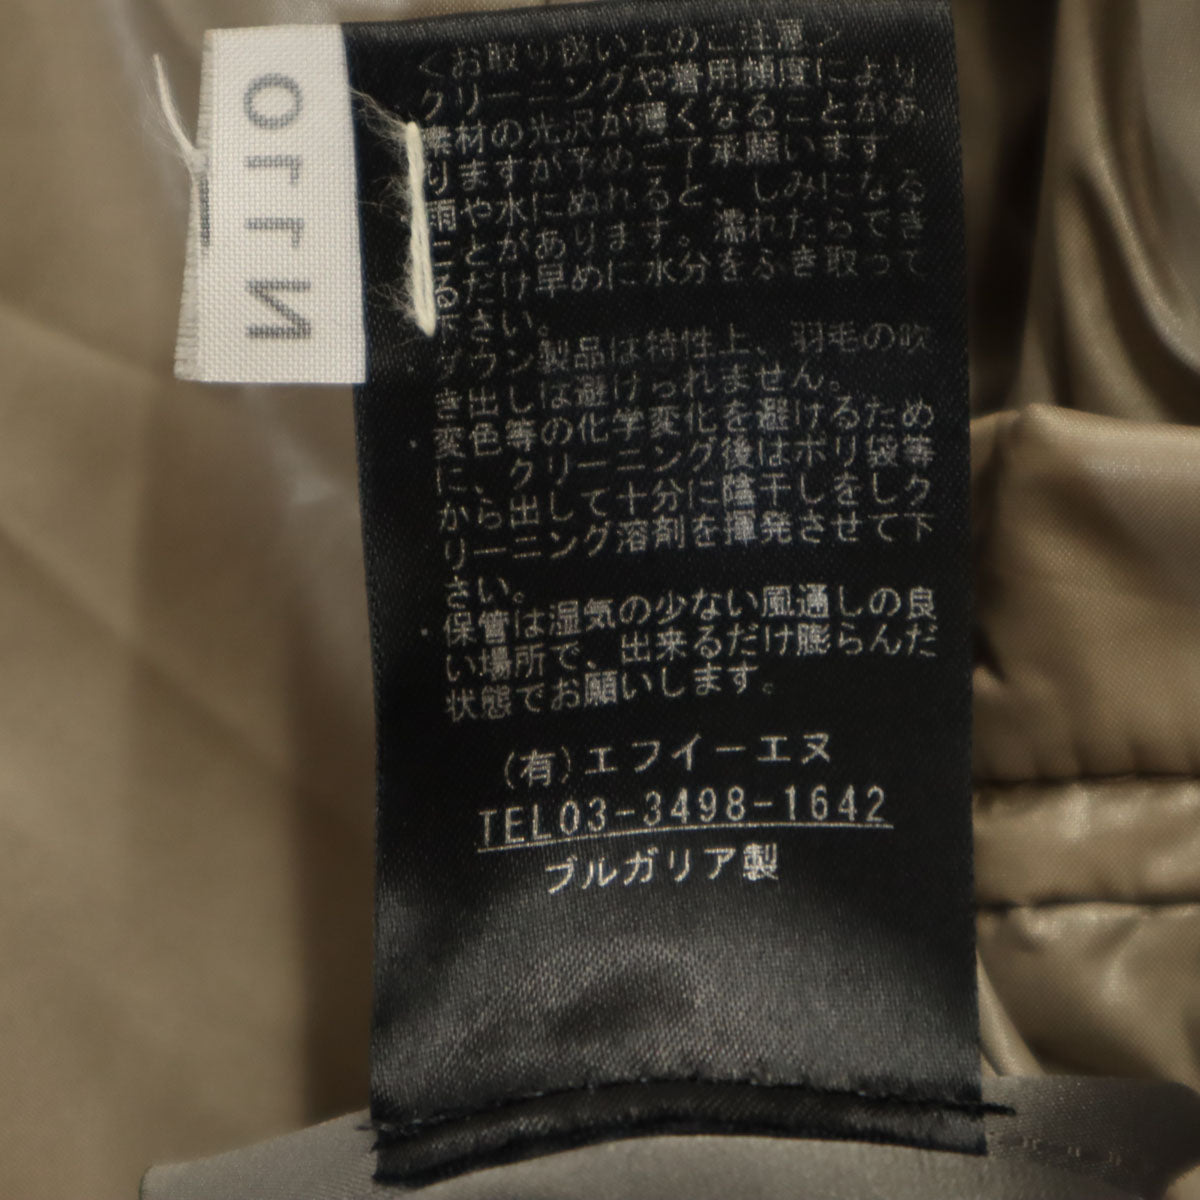 <お取り扱い上のご注意>
クリーニングや着用頻度により
素材の光沢が薄くなることがあ
りますが予めご了承願います
雨や水にぬれると、しみになる
ことがあります。濡れたらでき
るだけ早めに水分をふき取って
下さい。
ダウン製品は特性上、羽毛の吹
き出しは避けられません。
変色等の化学変化を避けるため
に、クリーニング後はポリ袋等
から出して十分に陰干しをしク
リーニング溶剤を揮発させて下
さい。
保管は湿気の少ない風通しの良
い場所で、出来るだけ膨らんだ
状態でお願いします。
(有)エフイーエヌ
TEL03-3498-1642
ブルガリア製